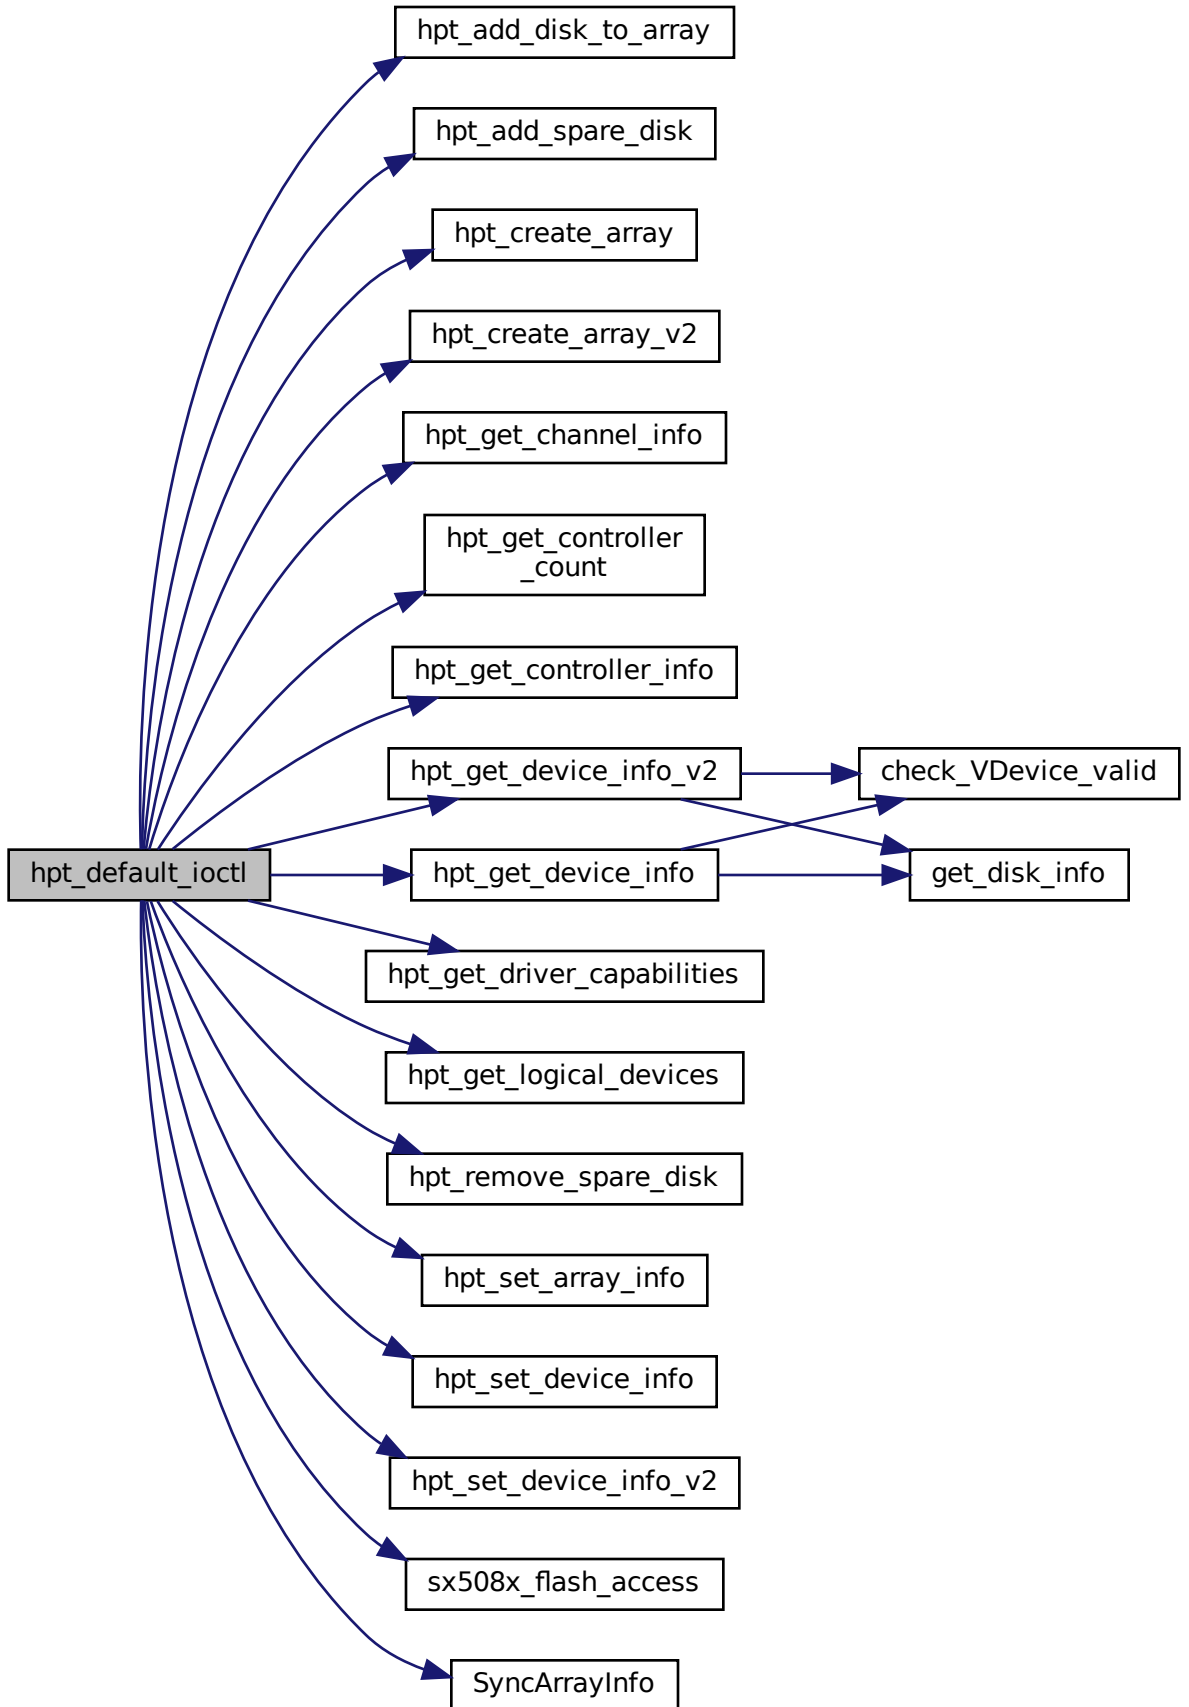 hpt_add_disk_to_array
hpt_add_spare_disk
hpt_create_array
hpt_create_array_v2
hpt_get_channel_info
hpt_get_controller
_count
hpt_get_controller_info
hpt_get_device_info_v2
check_VDevice_valid
hpt_default_ioctl
hpt_get_device_info
get_disk_info
hpt_get_driver_capabilities
hpt_get_logical_devices
hpt_remove_spare_disk
hpt_set_array_info
hpt_set_device_info
hpt_set_device_info_v2
sx508x_flash_access
SyncArrayInfo